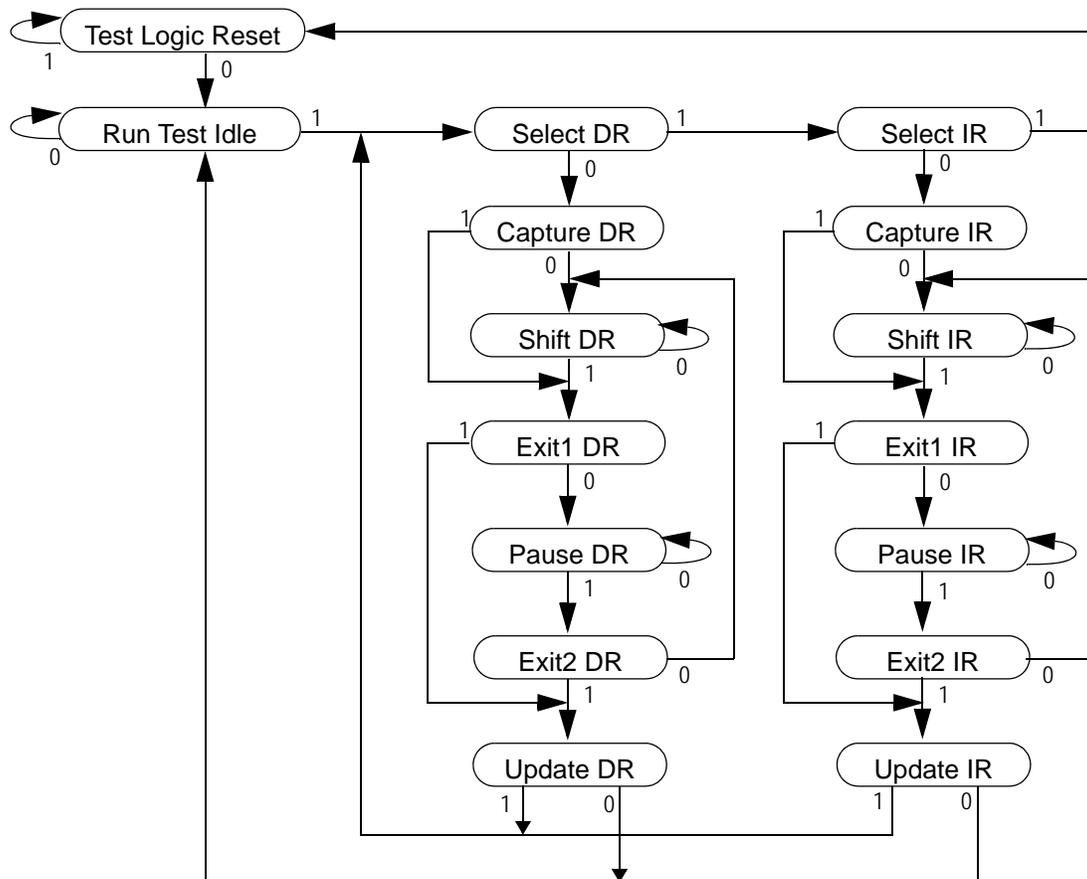 Test Logic Reset
1
0
Run Test Idle
1
0
Select DR
1
0
Select IR
1
0
Capture DR
1
0
Capture IR
1
0
Shift DR
0
1
Shift IR
0
1
Exit1 DR
1
0
Exit1 IR
1
0
Pause DR
0
1
Pause IR
0
1
Exit2 DR
0
1
Exit2 IR
0
1
Update DR
1
0
Update IR
1
0